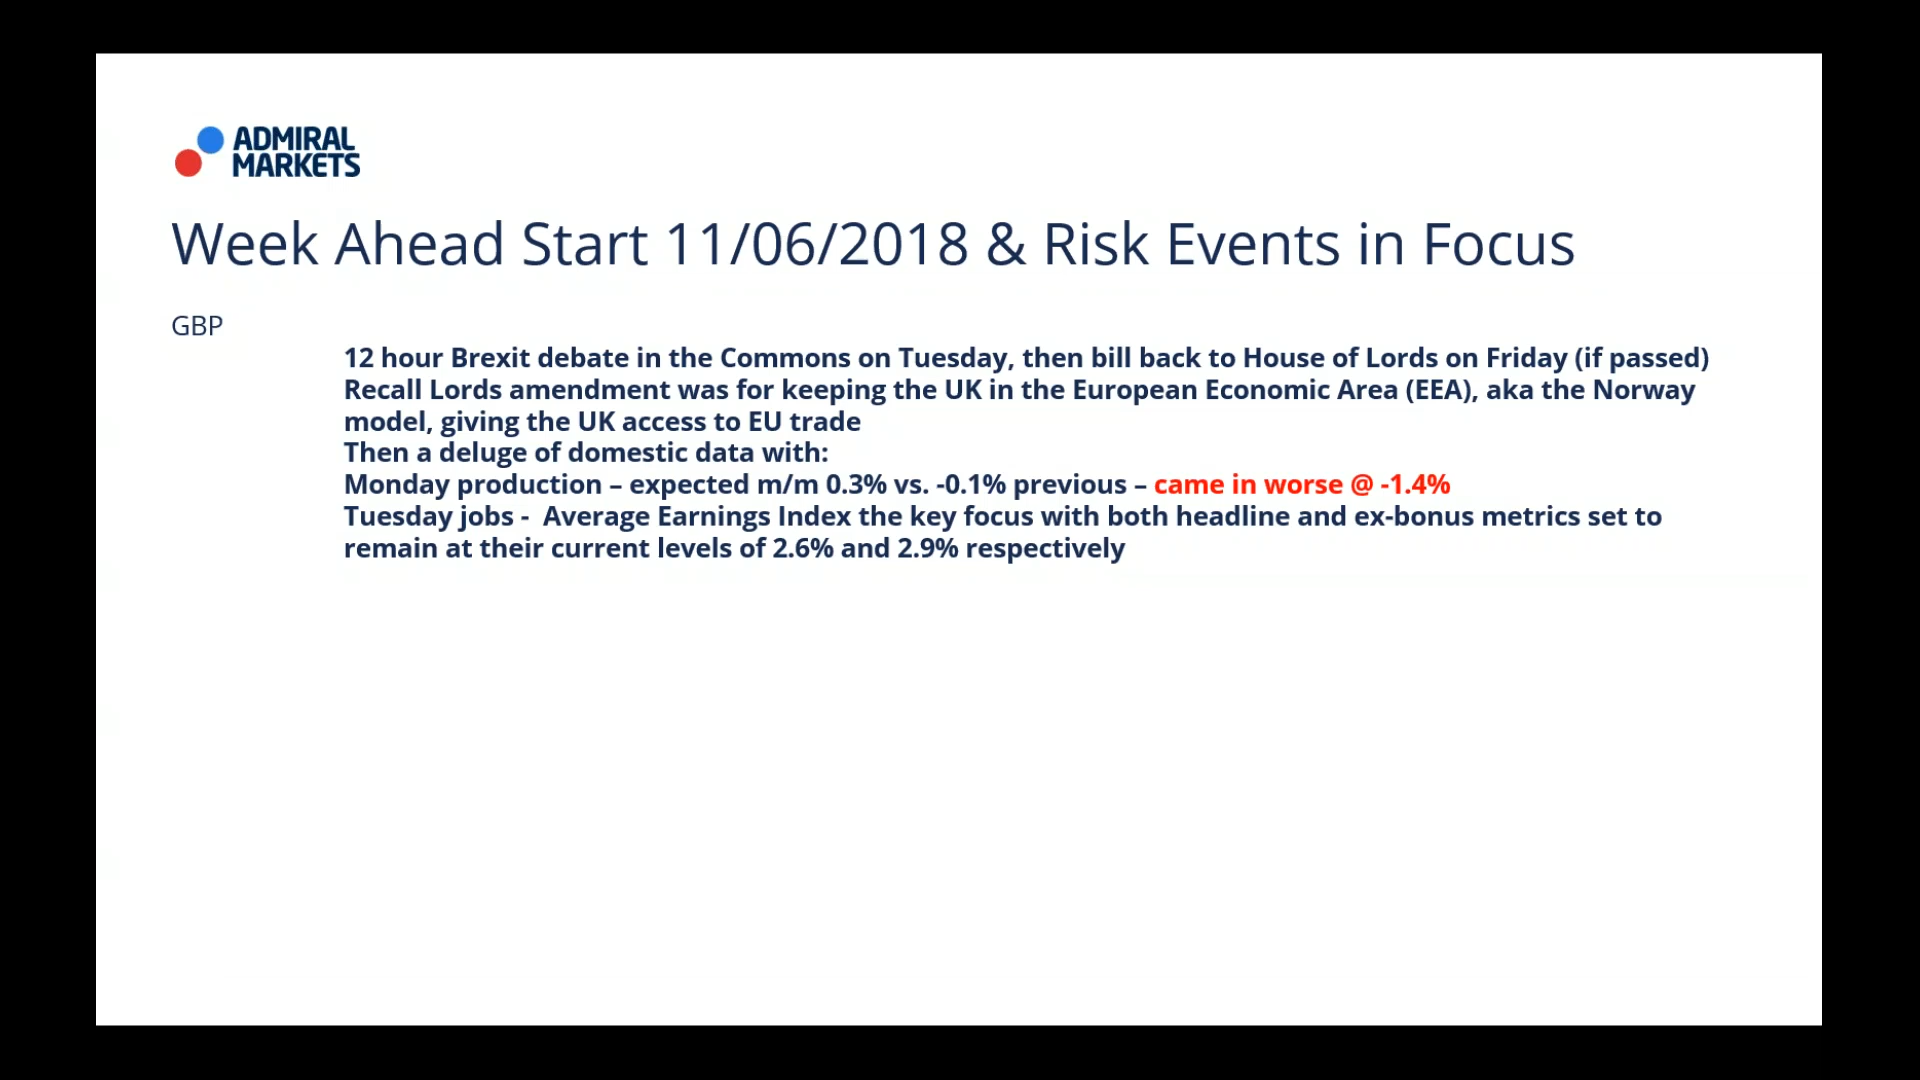 ADMIRAL
MARKETS
Week Ahead Start 11/06/2018 & Risk Events in Focus
GBP
12 hour Brexit debate in the Commons on Tuesday, then bill back to House of Lords on Friday (if passed)
Recall Lords amendment was for keeping the UK in the European Economic Area (EEA), aka the Norway
model, giving the UK access to EU trade
Then a deluge of domestic data with:
Monday production – expected m/m 0.3% vs. -0.1% previous – came in worse @ -1.4%
Tuesday jobs -  Average Earnings Index the key focus with both headline and ex-bonus metrics set to
remain at their current levels of 2.6% and 2.9% respectively